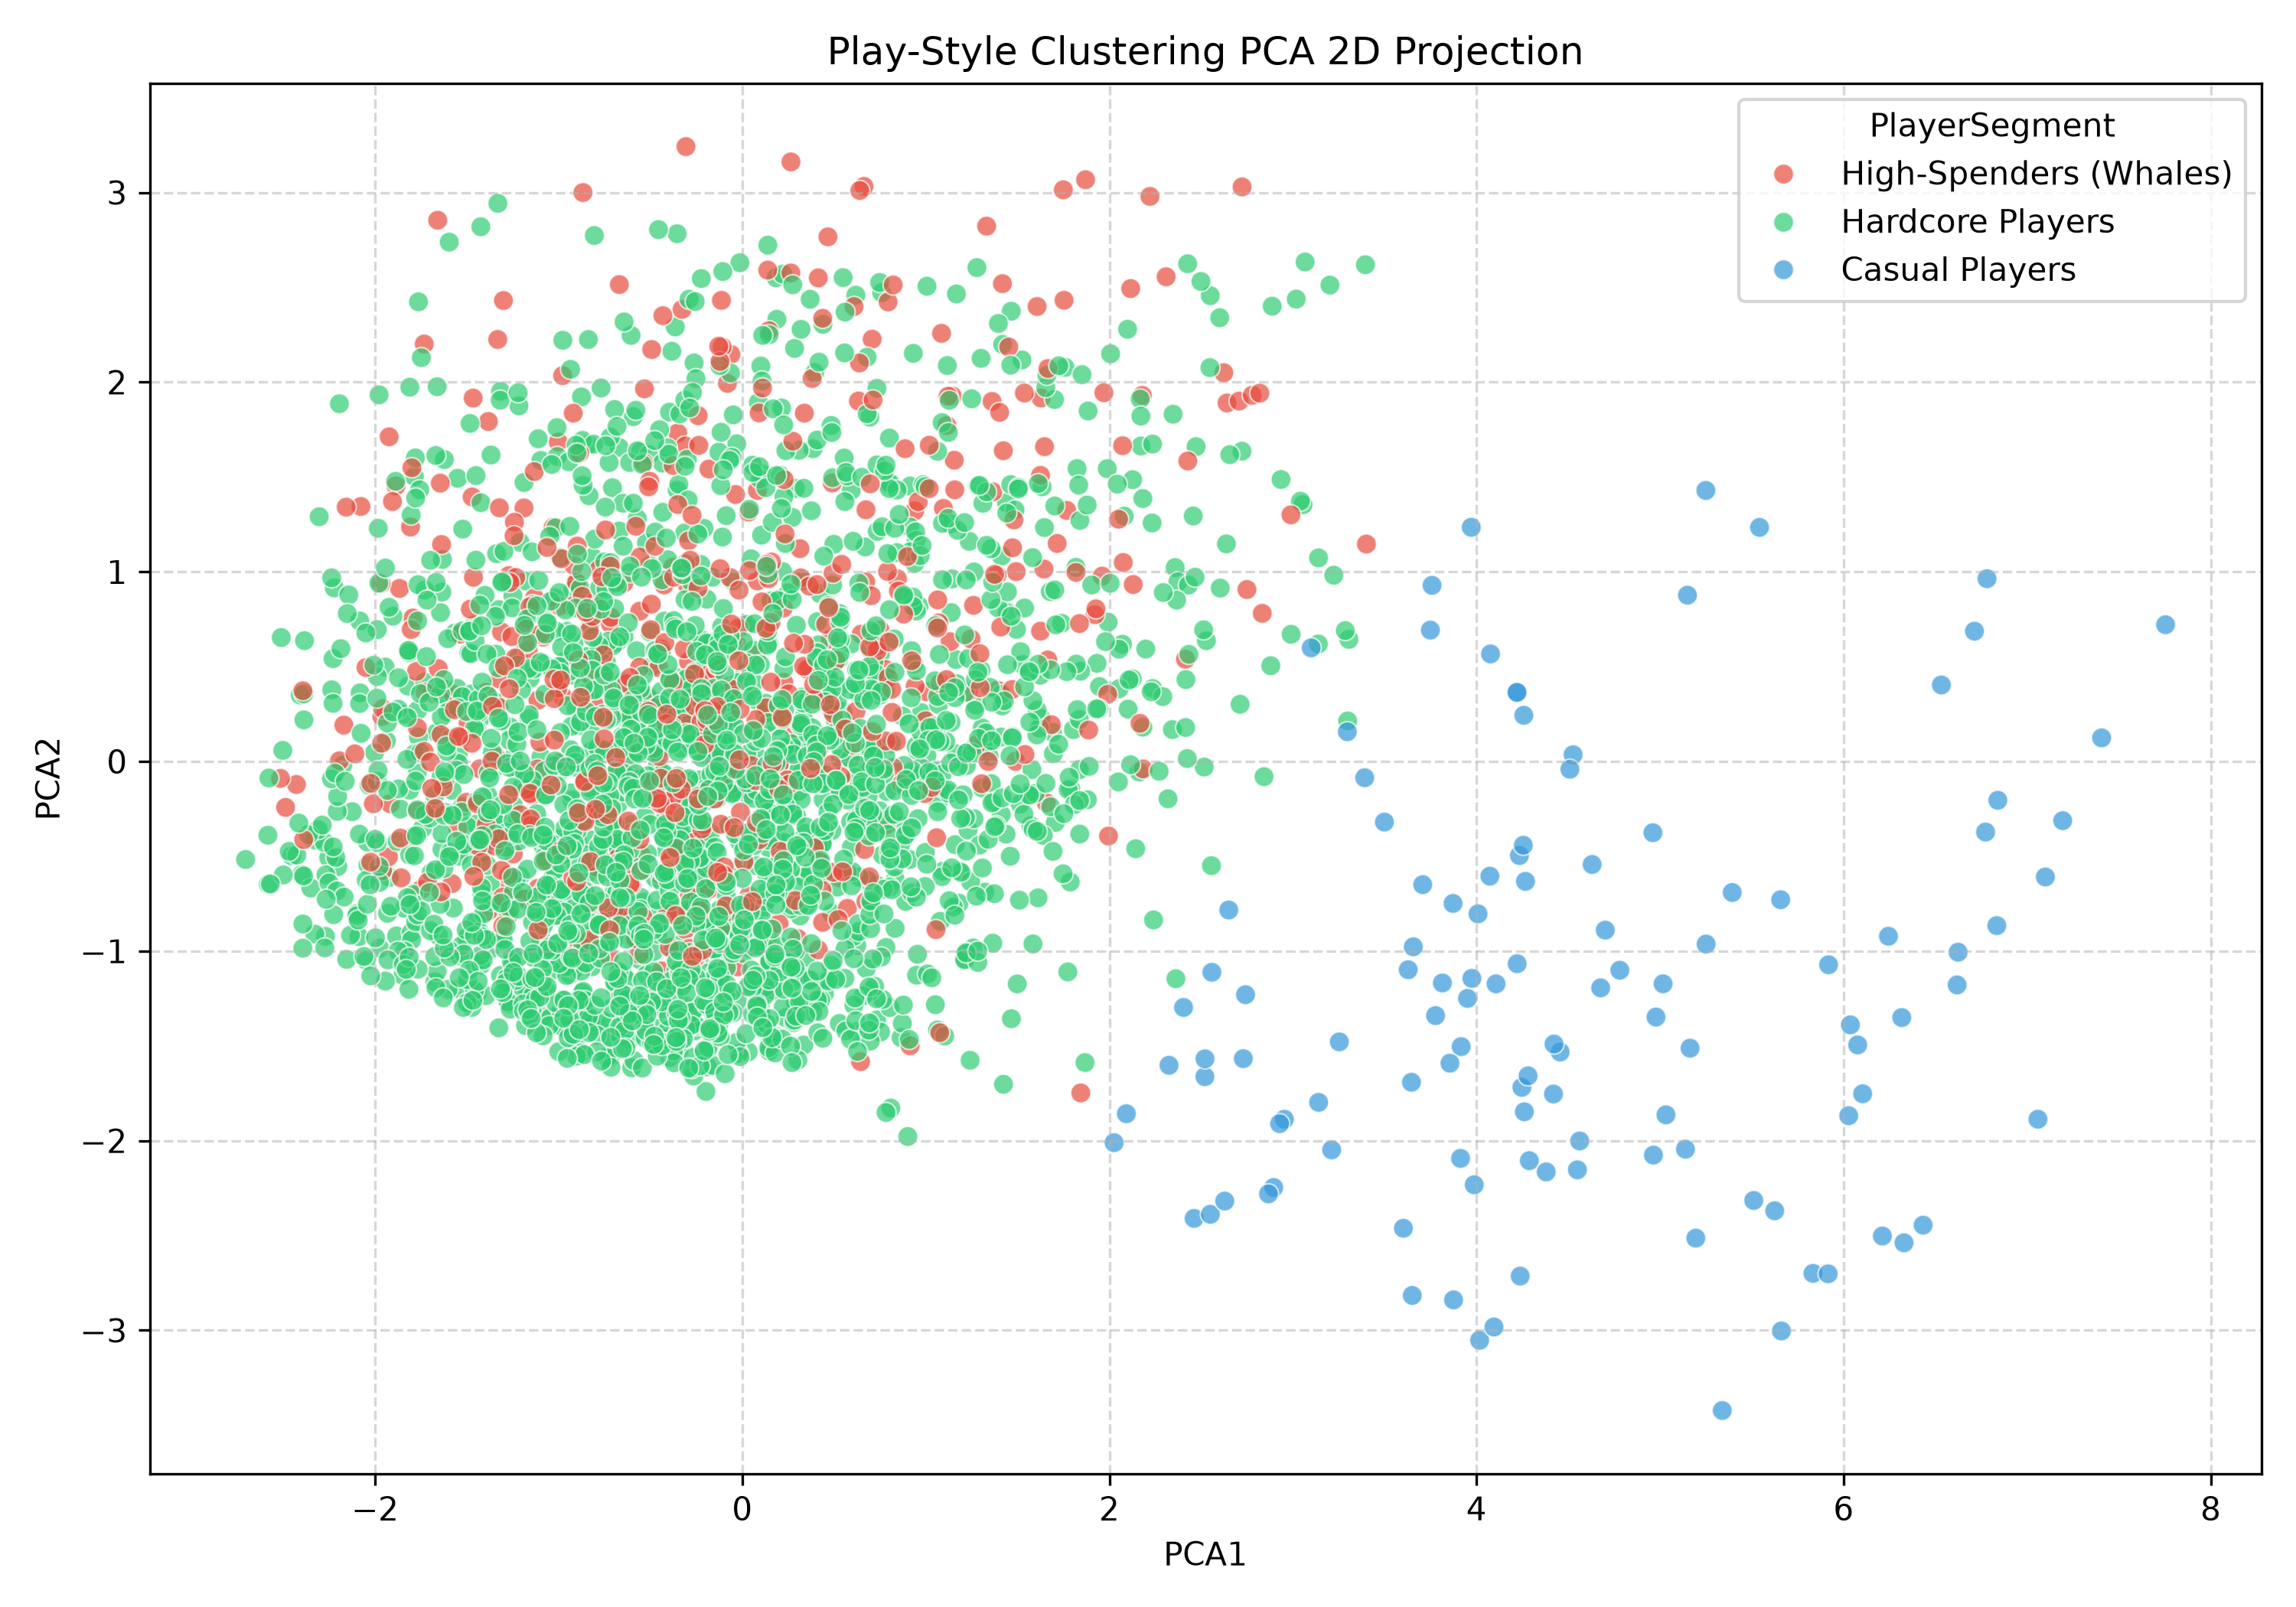 Play-Style Clustering PCA 2D Projection
PlayerSegment
High-Spenders (Whales)
Hardcore Players
Casual Players
3
2
1
0
−1
−2
−3
PCA2
−2
0
2
4
6
8
PCA1